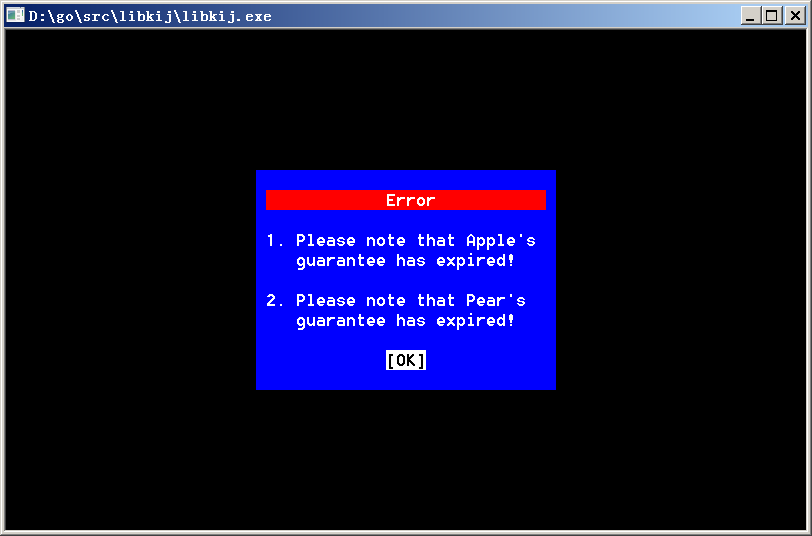 D:\go\src\libkij\libkij.exe
Error
1. Please note that Apple's
guarantee has expired!
2. Please note that Pear's
guarantee has expired!
[OK]